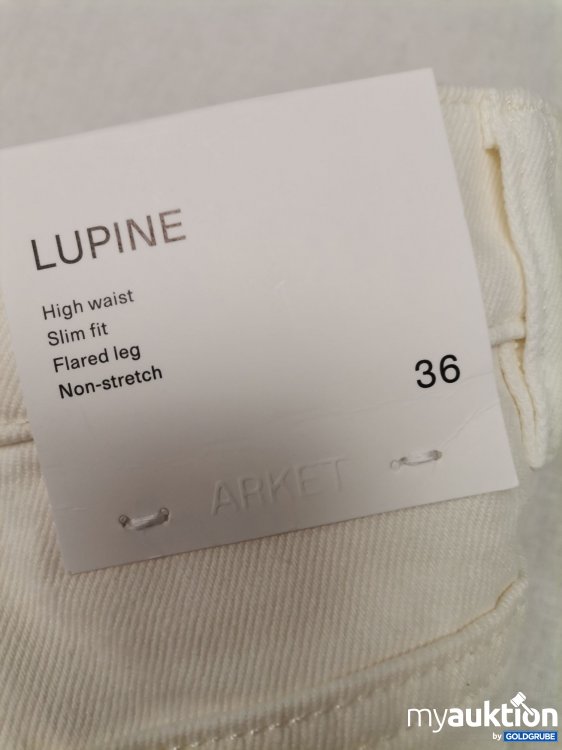 LUPINE
High waist
Slim fit
Flared leg
Non-stretch
36
ARKET
myauktion
by GOLDGRUBE